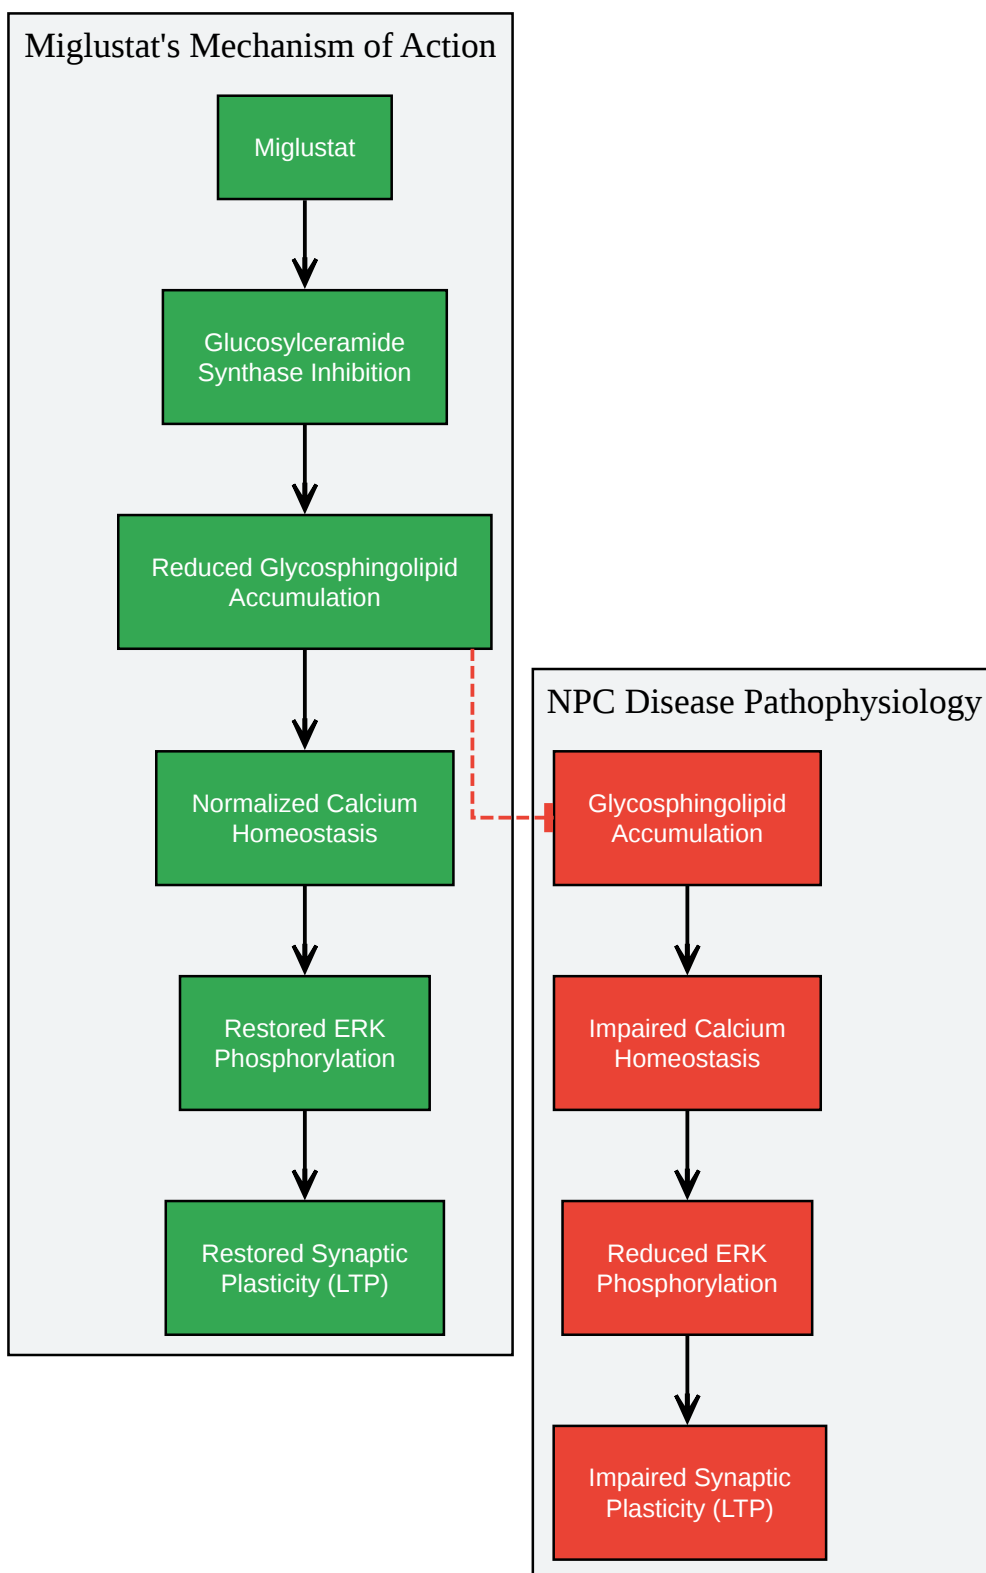 Miglustat's Mechanism of Action
Miglustat
Glucosylceramide
Synthase Inhibition
Reduced Glycosphingolipid
Accumulation
Normalized Calcium
Homeostasis
Restored ERK
Phosphorylation
Restored Synaptic
Plasticity (LTP)
NPC Disease Pathophysiology
Glycosphingolipid
Accumulation
Impaired Calcium
Homeostasis
Reduced ERK
Phosphorylation
Impaired Synaptic
Plasticity (LTP)